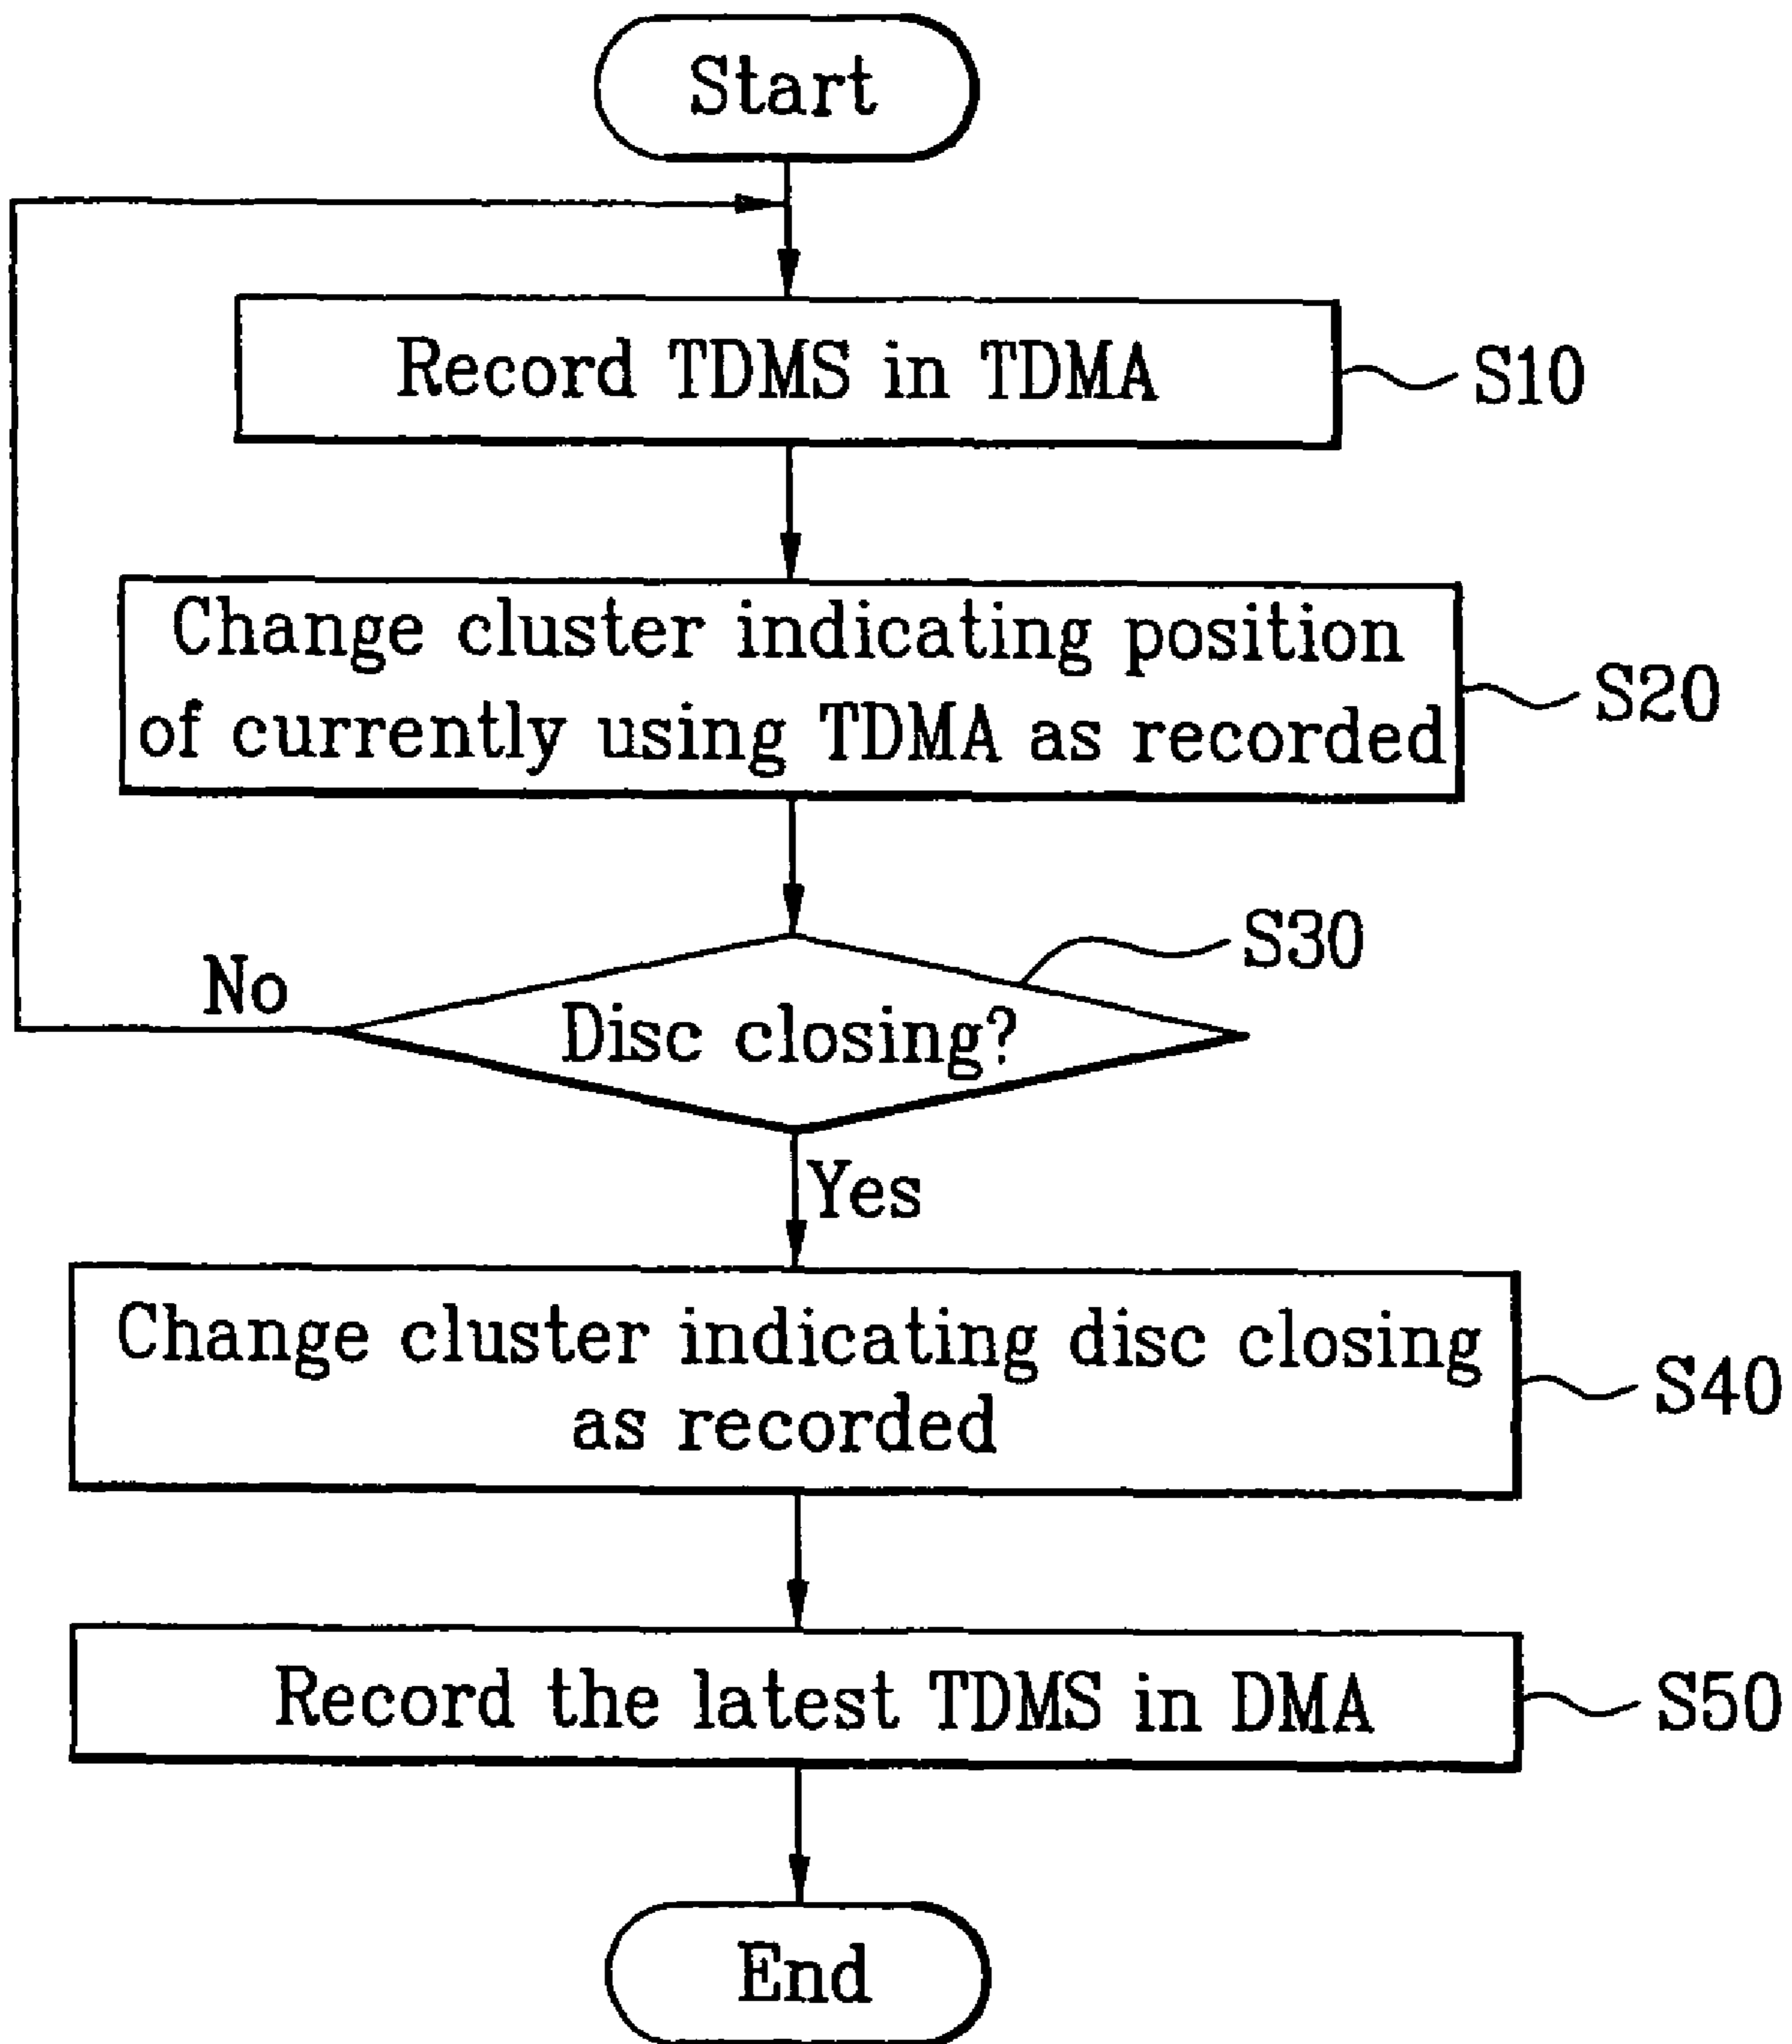 Start
Record TDMS in TDMA
S10
Change cluster indicating position
of currently using TDMA as recorded
S20
S30
No
Disc closing?
Yes
Change cluster indicating disc closing
as recorded
S40
Record the latest TDMS in DMA
S50
End